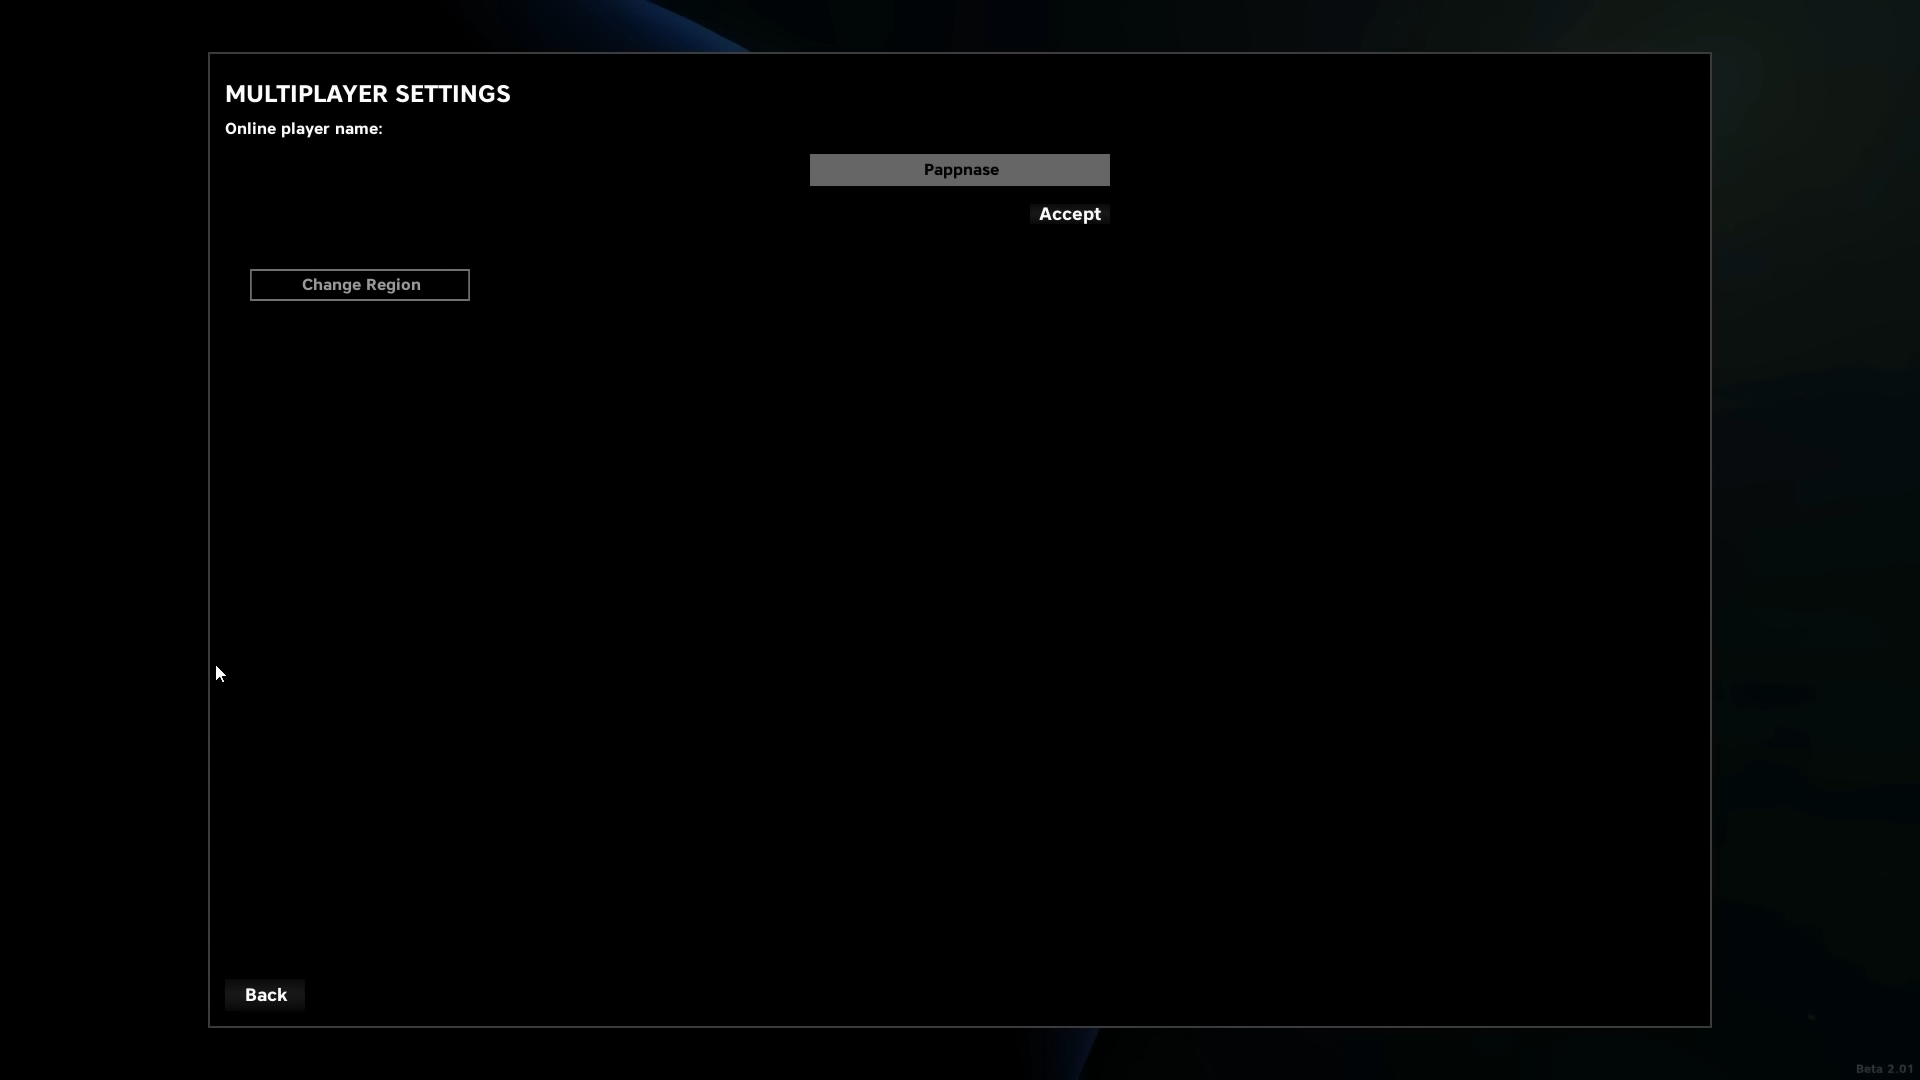 MULTIPLAYER SETTINGS
Online player name:
Pappnase
Accept
Change Region
Back
Beta 2.01